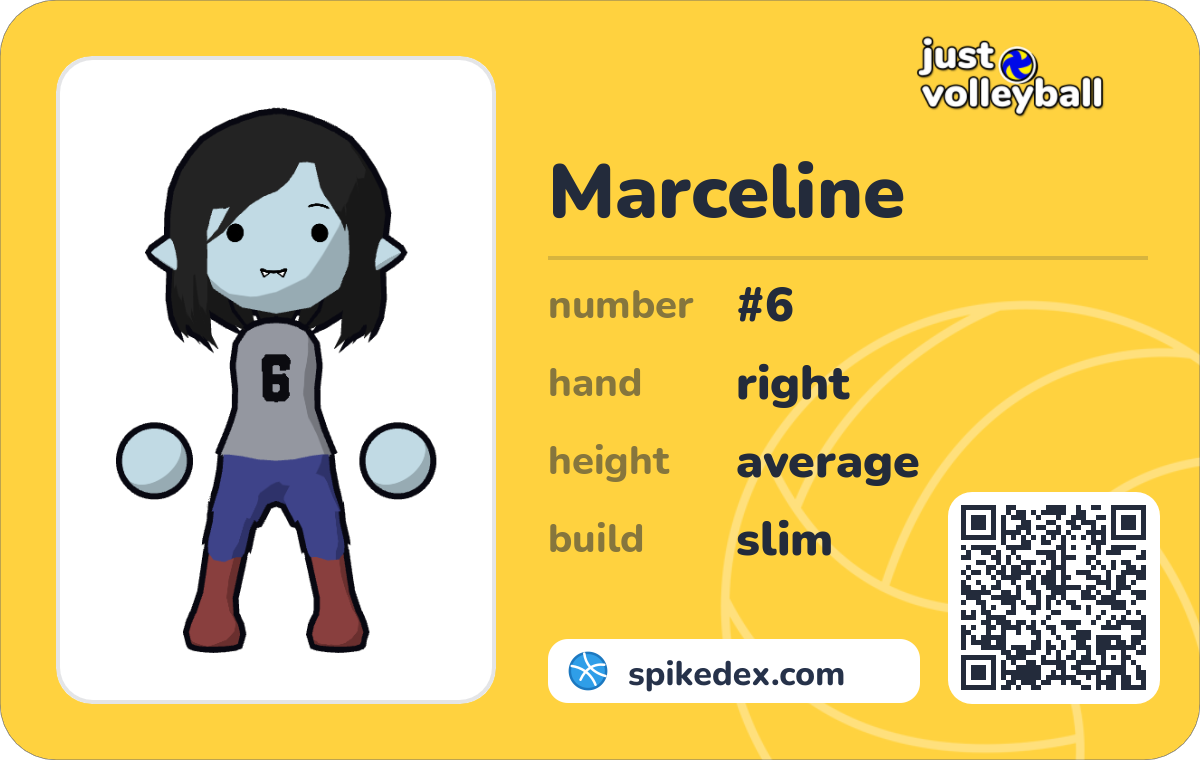 just
volleyball
Marceline
number #6
hand right
height average
build slim
6
spikedex.com